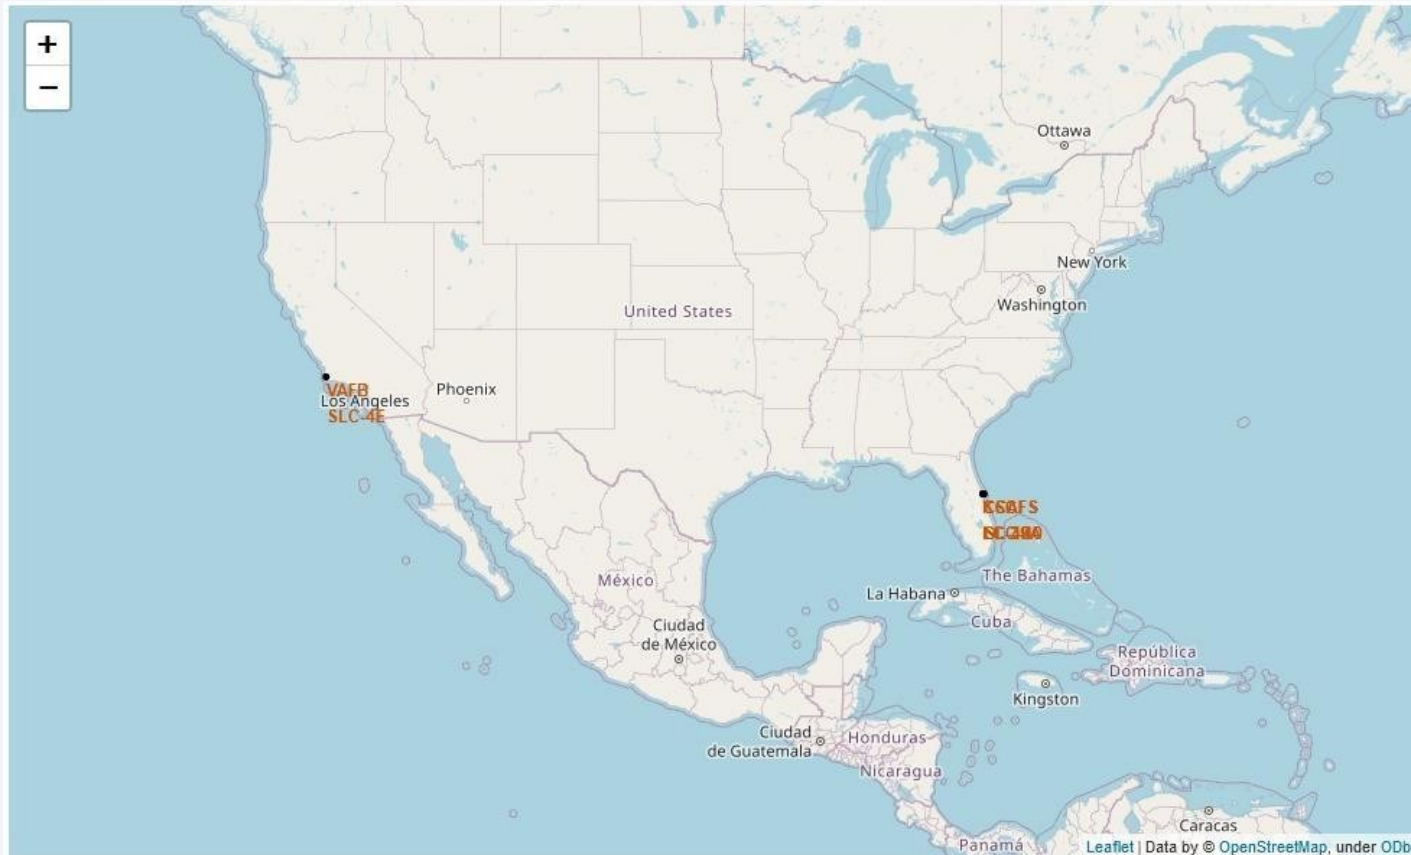 +
−
Ottawa
New York
Washington
United States
VAFB
Los Angeles
SLC-4E
Phoenix
The Bahamas
La Habana
Cuba
México
Ciudad
de México
República
Dominicana
Kingston
Ciudad
de Guatemala
Honduras
Nicaragua
Caracas
Panamá
Leaflet | Data by © OpenStreetMap, under ODb